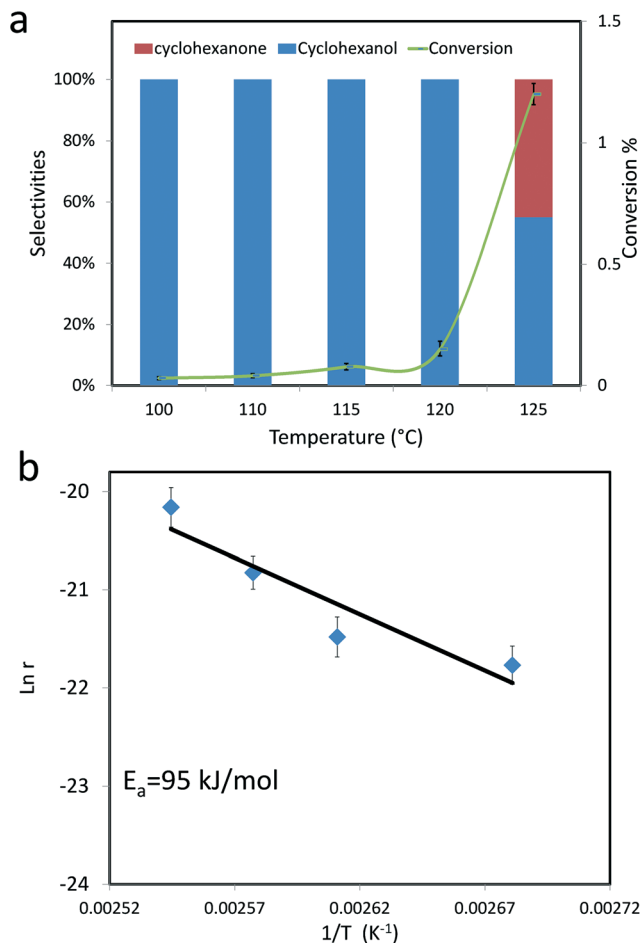 a
cyclohexanone Cyclohexanol Conversion
100%
80%
60%
40%
20%
0%
Selectivities
1.5
1
0.5
0
Conversion %
100 110 115 120 125
Temperature (°C)
b
-20
-21
-22
-23
-24
Ln r
Eₐ=95 kJ/mol
0.00252 0.00257 0.00262 0.00267 0.00272
1/T (K⁻¹)